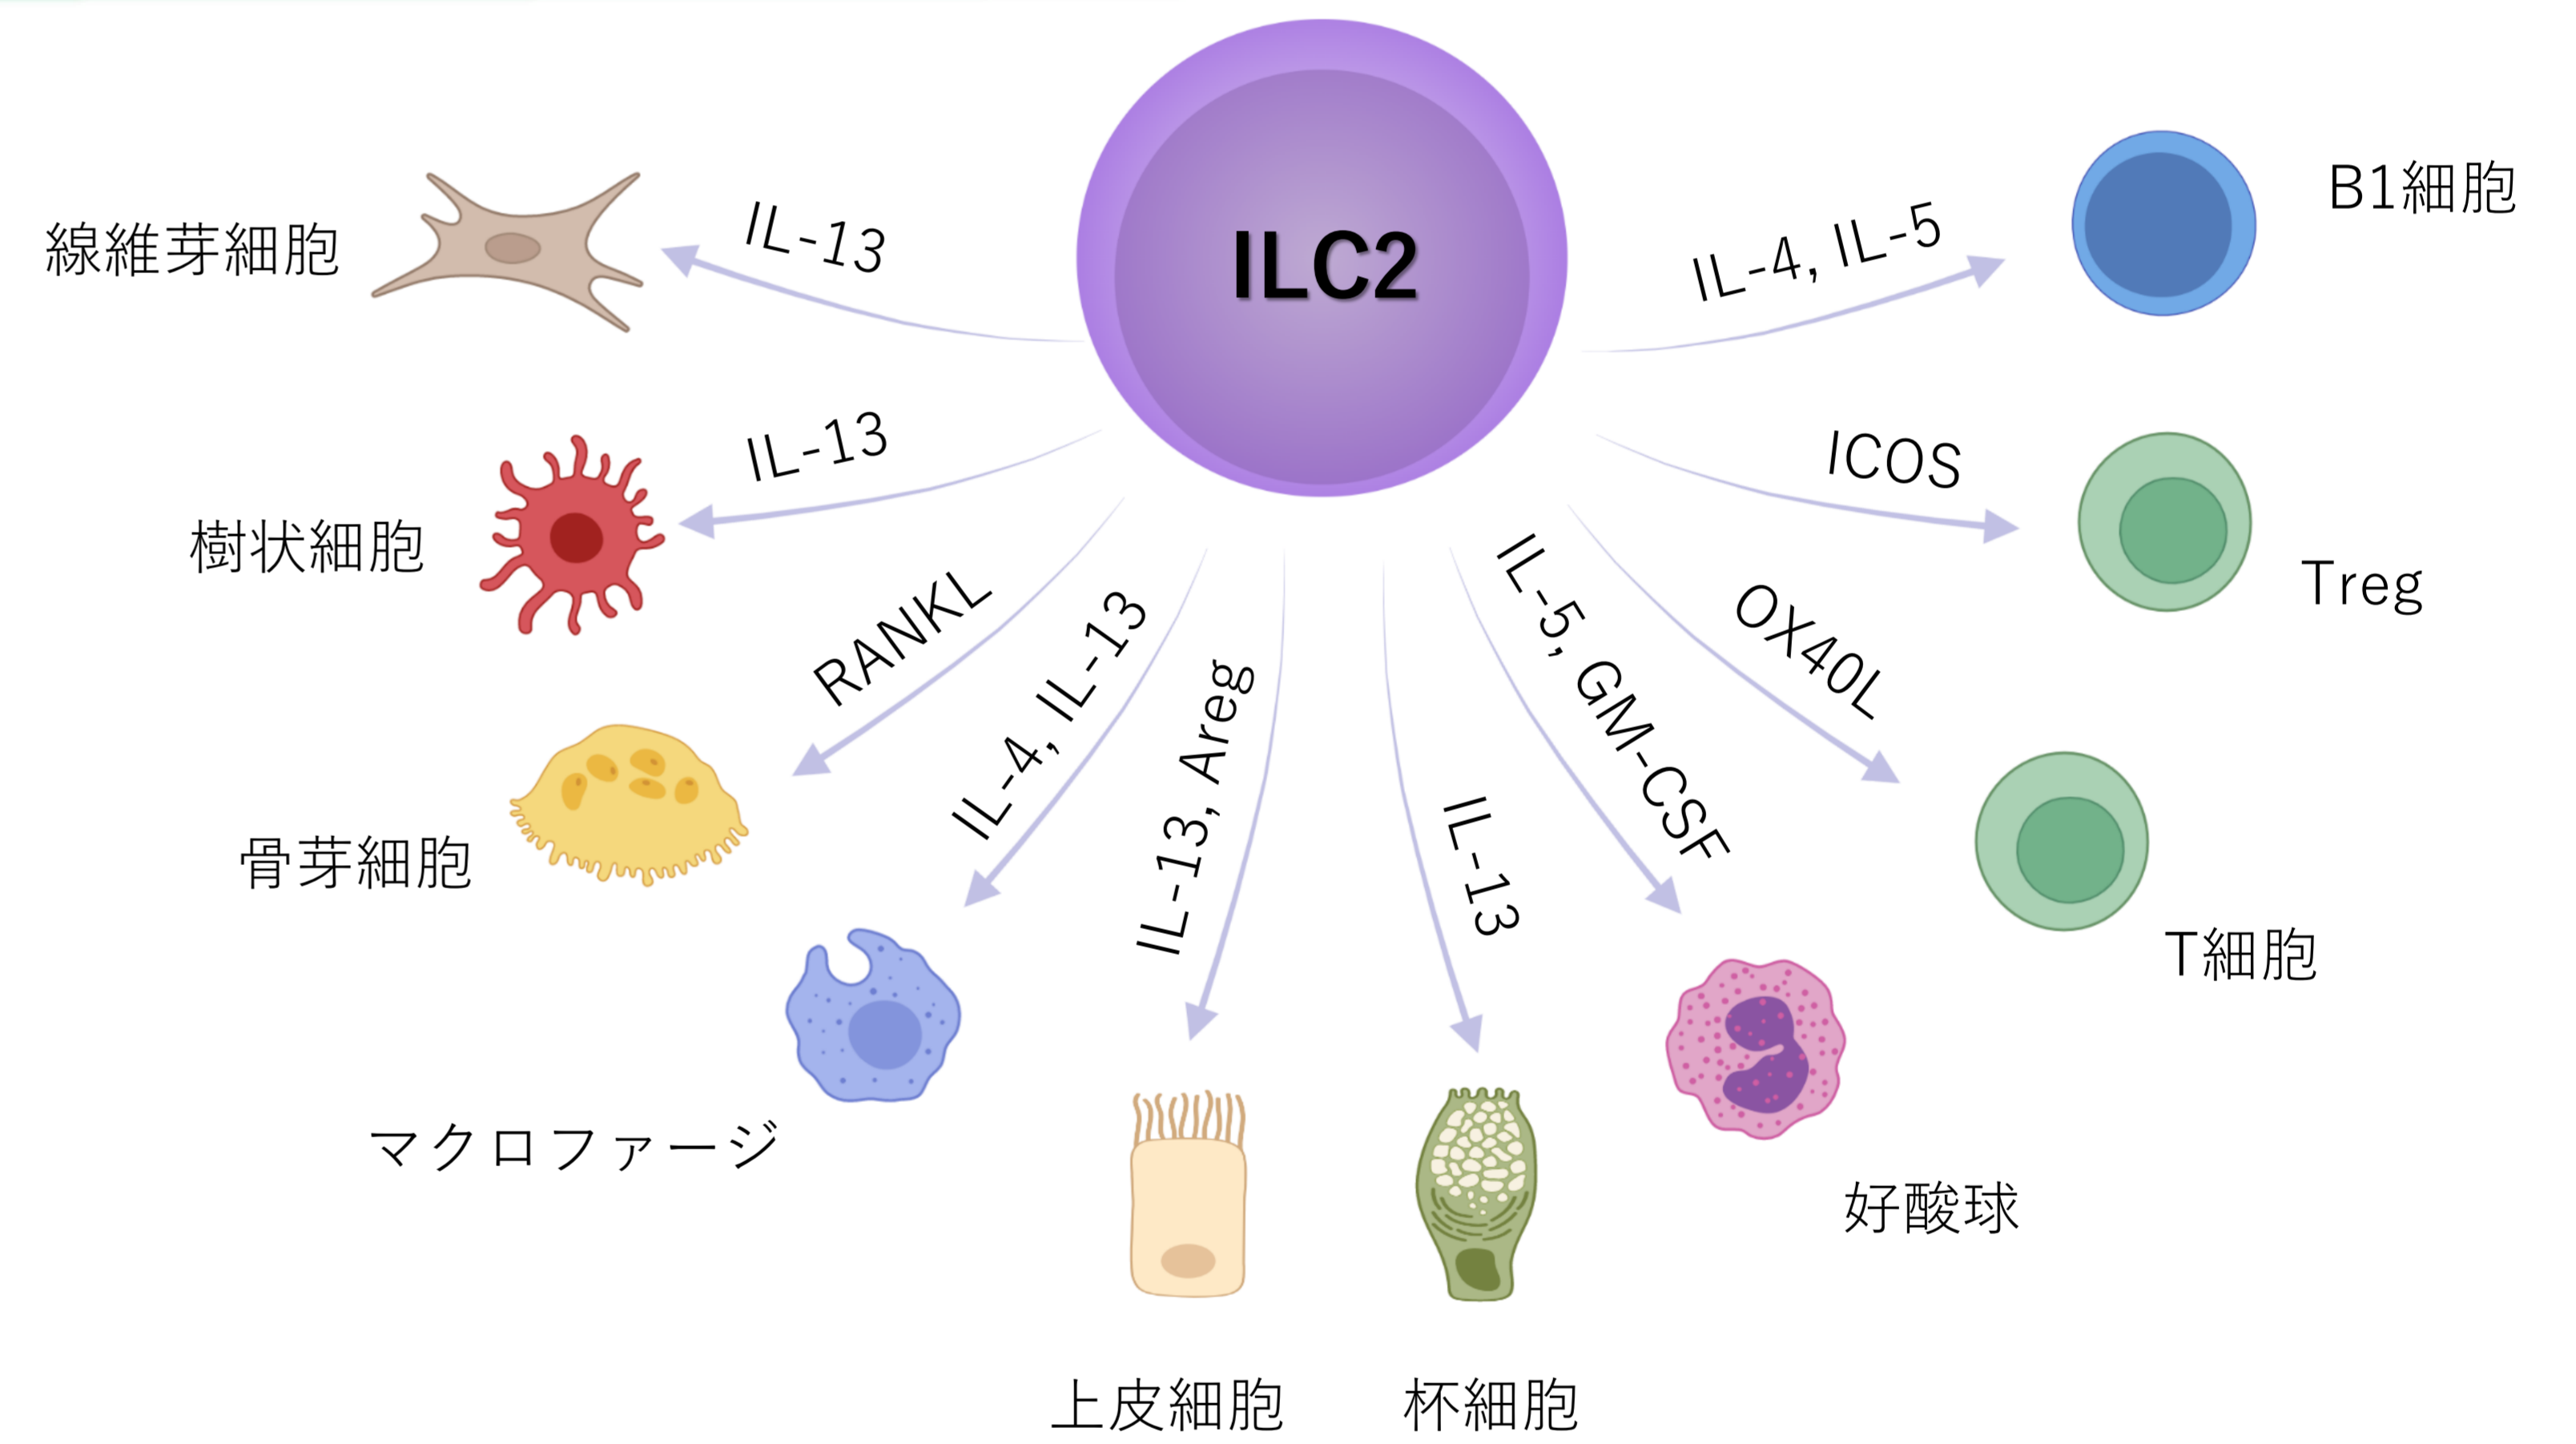 ILC2
IL-13
線維芽細胞
IL-13
樹状細胞
RANKL
骨芽細胞
IL-4, IL-13
マクロファージ
IL-13, Areg
上皮細胞
IL-13
杯細胞
IL-5, GM-CSF
好酸球
OX40L
T細胞
ICOS
Treg
IL-4, IL-5
B1細胞